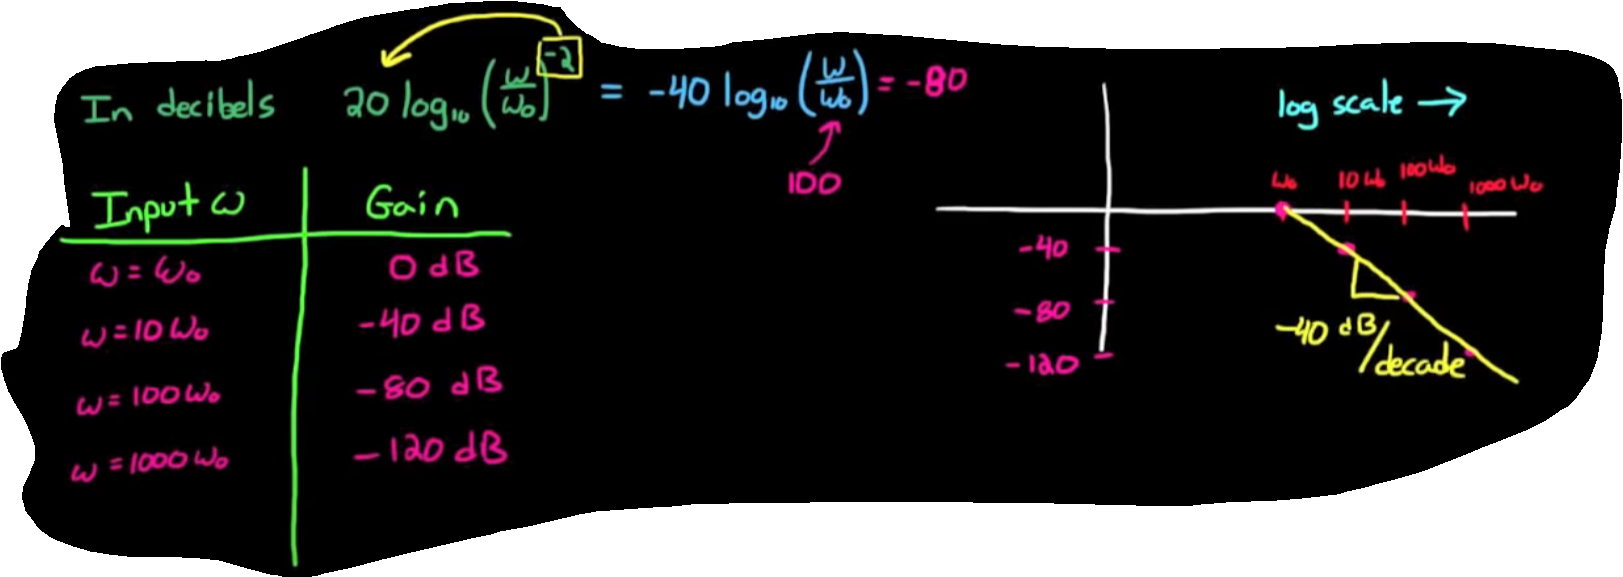 In decibels 20 log₁₀ (ω/ω₀)⁻² = -40 log₁₀ (ω/ω₀) = -80
100
Input ω Gain
ω = ω₀ 0 dB
ω = 10 ω₀ -40 dB
ω = 100 ω₀ -80 dB
ω = 1000 ω₀ -120 dB
log scale →
ω₀ 10 ω₀ 100 ω₀ 1000 ω₀
-40
-80
-120
-40 dB/decade